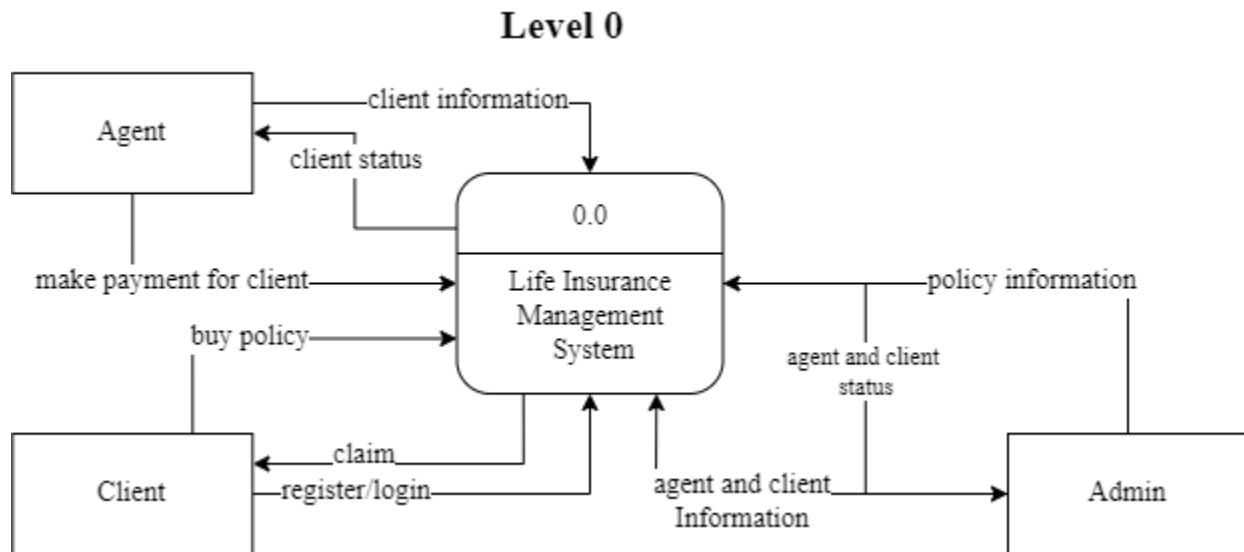 Level 0
Agent
client information
client status
0.0
make payment for client
Life Insurance
Management
System
policy information
buy policy
agent and client
status
claim
Client
register/login
agent and client
Information
Admin